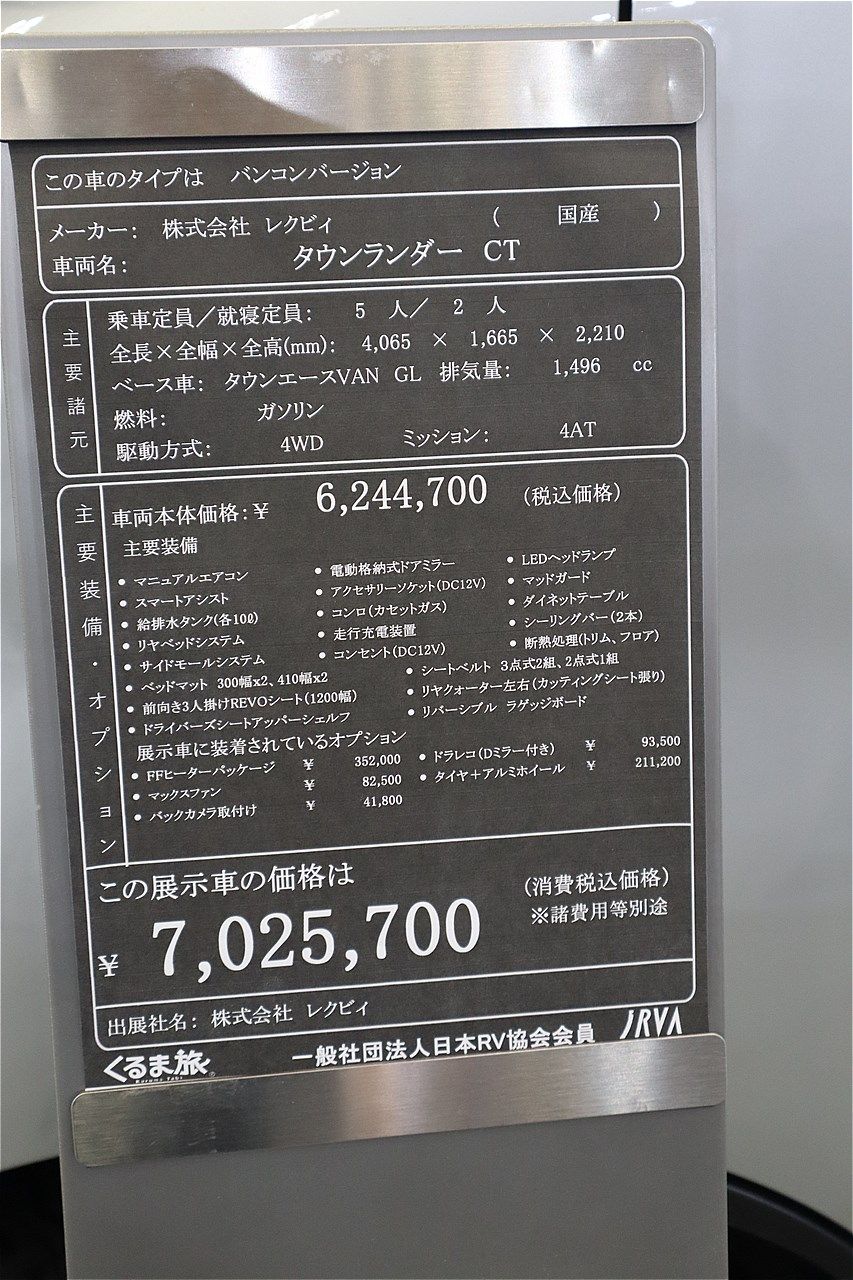 この車のタイプは バンコンバージョン
メーカー: 株式会社 レクビィ ( 国産 )
車両名: タウンランダー CT
主要諸元
乗車定員/就寝定員: 5 人/ 2 人
全長×全幅×全高(mm): 4,065 × 1,665 × 2,210
ベース車: タウンエースVAN GL 排気量: 1,496 cc
燃料: ガソリン
駆動方式: 4WD ミッション: 4AT
主要装備・オプション
車両本体価格:¥ 6,244,700 (税込価格)
主要装備
• マニュアルエアコン • 電動格納式ドアミラー • LEDヘッドランプ
• スマートアシスト • アクセサリーソケット(DC12V) • マッドガード
• 給排水タンク(各10ℓ) • コンロ(カセットガス) • ダイネットテーブル
• リヤベッドシステム • 走行充電装置 • シーリングバー(2本)
• サイドモールシステム • コンセント(DC12V) • 断熱処理(トリム、フロア)
• ベッドマット 300幅x2、410幅x2 • シートベルト 3点式2組、2点式1組
• 前向き3人掛けREVOシート(1200幅) • リヤクォーター左右(カッティングシート張り)
• ドライバーズシートアッパーシェルフ • リバーシブル ラゲッジボード
展示車に装着されているオプション
• FFヒーターパッケージ ¥ 352,000 • ドラレコ(Dミラー付き) ¥ 93,500
• マックスファン ¥ 82,500 • タイヤ+アルミホイール ¥ 211,200
• バックカメラ取付け ¥ 41,800
この展示車の価格は (消費税込価格)
¥ 7,025,700 ※諸費用等別途
出展社名: 株式会社 レクビィ
くるま旅 Kuruma Tabi ® 一般社団法人日本RV協会会員 JRVA